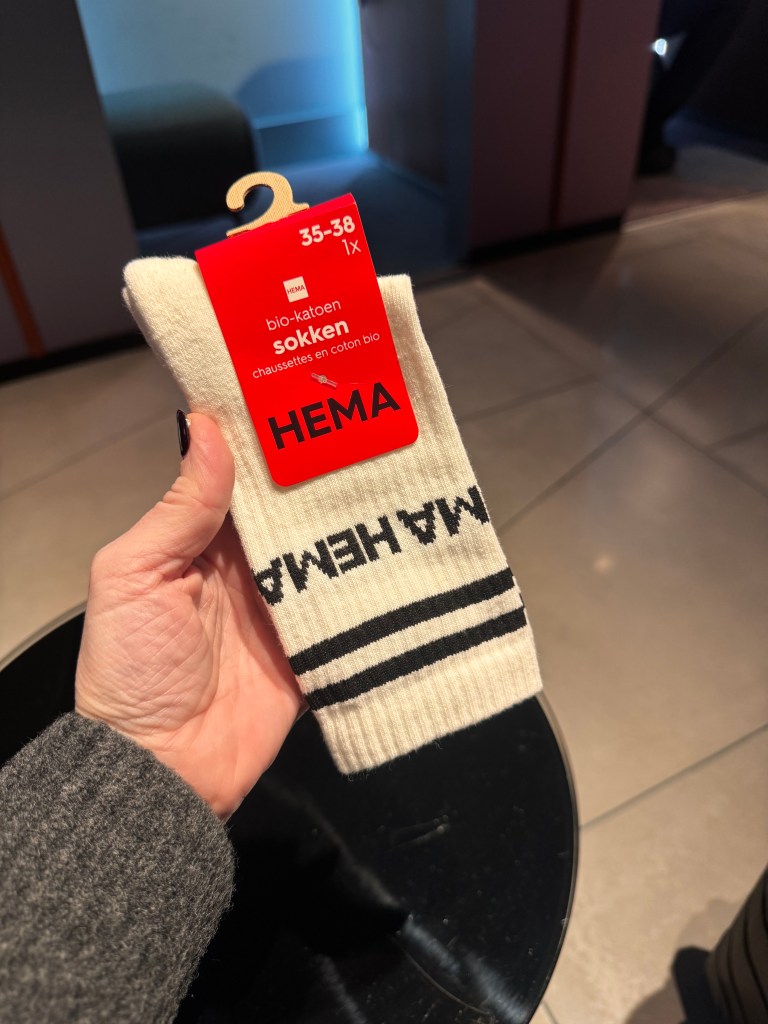 35-38
1x
HEMA
bio-katoen
sokken
chaussettes en coton bio
HEMA
MA HEMA